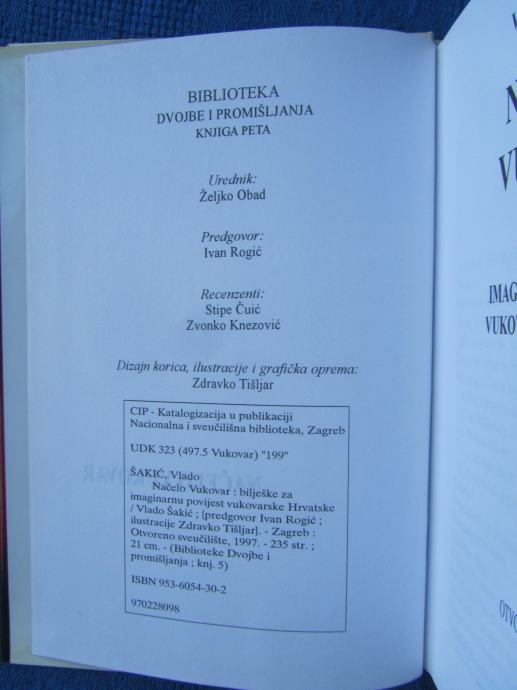 BIBLIOTEKA
DVOJBE I PROMIŠLJANJA
KNJIGA PETA
Urednik:
Željko Obad
Predgovor:
Ivan Rogić
Recenzenti:
Stipe Čuić
Zvonko Knezović
Dizajn korica, ilustracije i grafička oprema:
Zdravko Tišljar
CIP - Katalogizacija u publikaciji
Nacionalna i sveučilišna biblioteka, Zagreb
UDK 323 (497.5 Vukovar) "199"
ŠAKIĆ, Vlado
Načelo Vukovar : bilješke za
imaginarnu povijest vukovarske Hrvatske
/ Vlado Šakić ; [predgovor Ivan Rogić ;
ilustracije Zdravko Tišljar]. - Zagreb :
Otvoreno sveučilište, 1997. - 235 str. ;
21 cm. - (Biblioteke Dvojbe i
promišljanja ; knj. 5)
ISBN 953-6054-30-2
970228098